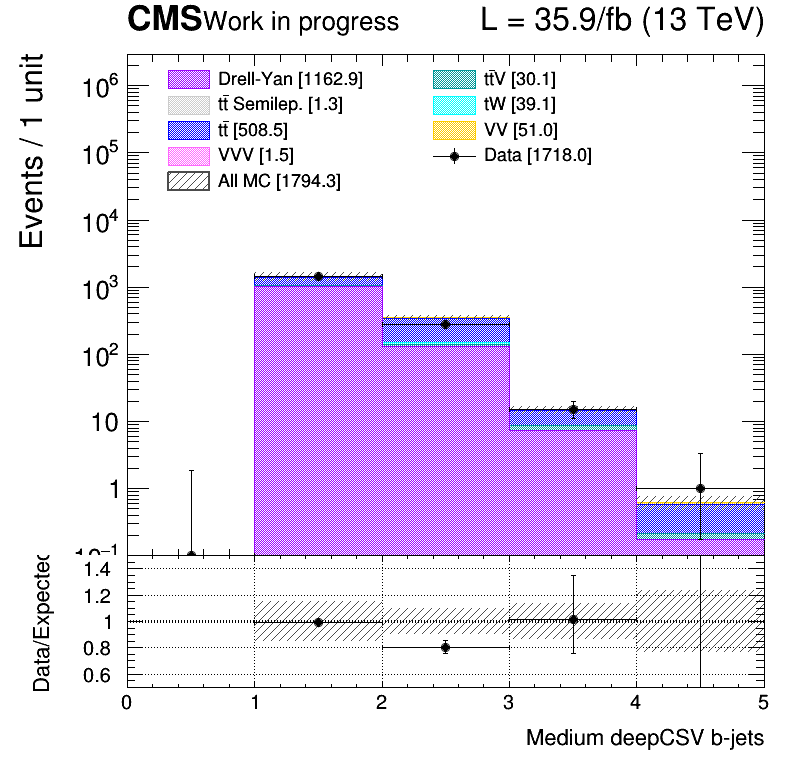 CMS Work in progress L = 35.9/fb (13 TeV)
Events / 1 unit
10⁶
10⁵
10⁴
10³
10²
10
1
10⁻¹
Drell-Yan [1162.9]
tt̄ Semilep. [1.3]
tt̄ [508.5]
VVV [1.5]
All MC [1794.3]
tt̄V [30.1]
tW [39.1]
VV [51.0]
Data [1718.0]
Data/Expected
1.4
1.2
1
0.8
0.6
0 1 2 3 4 5
Medium deepCSV b-jets